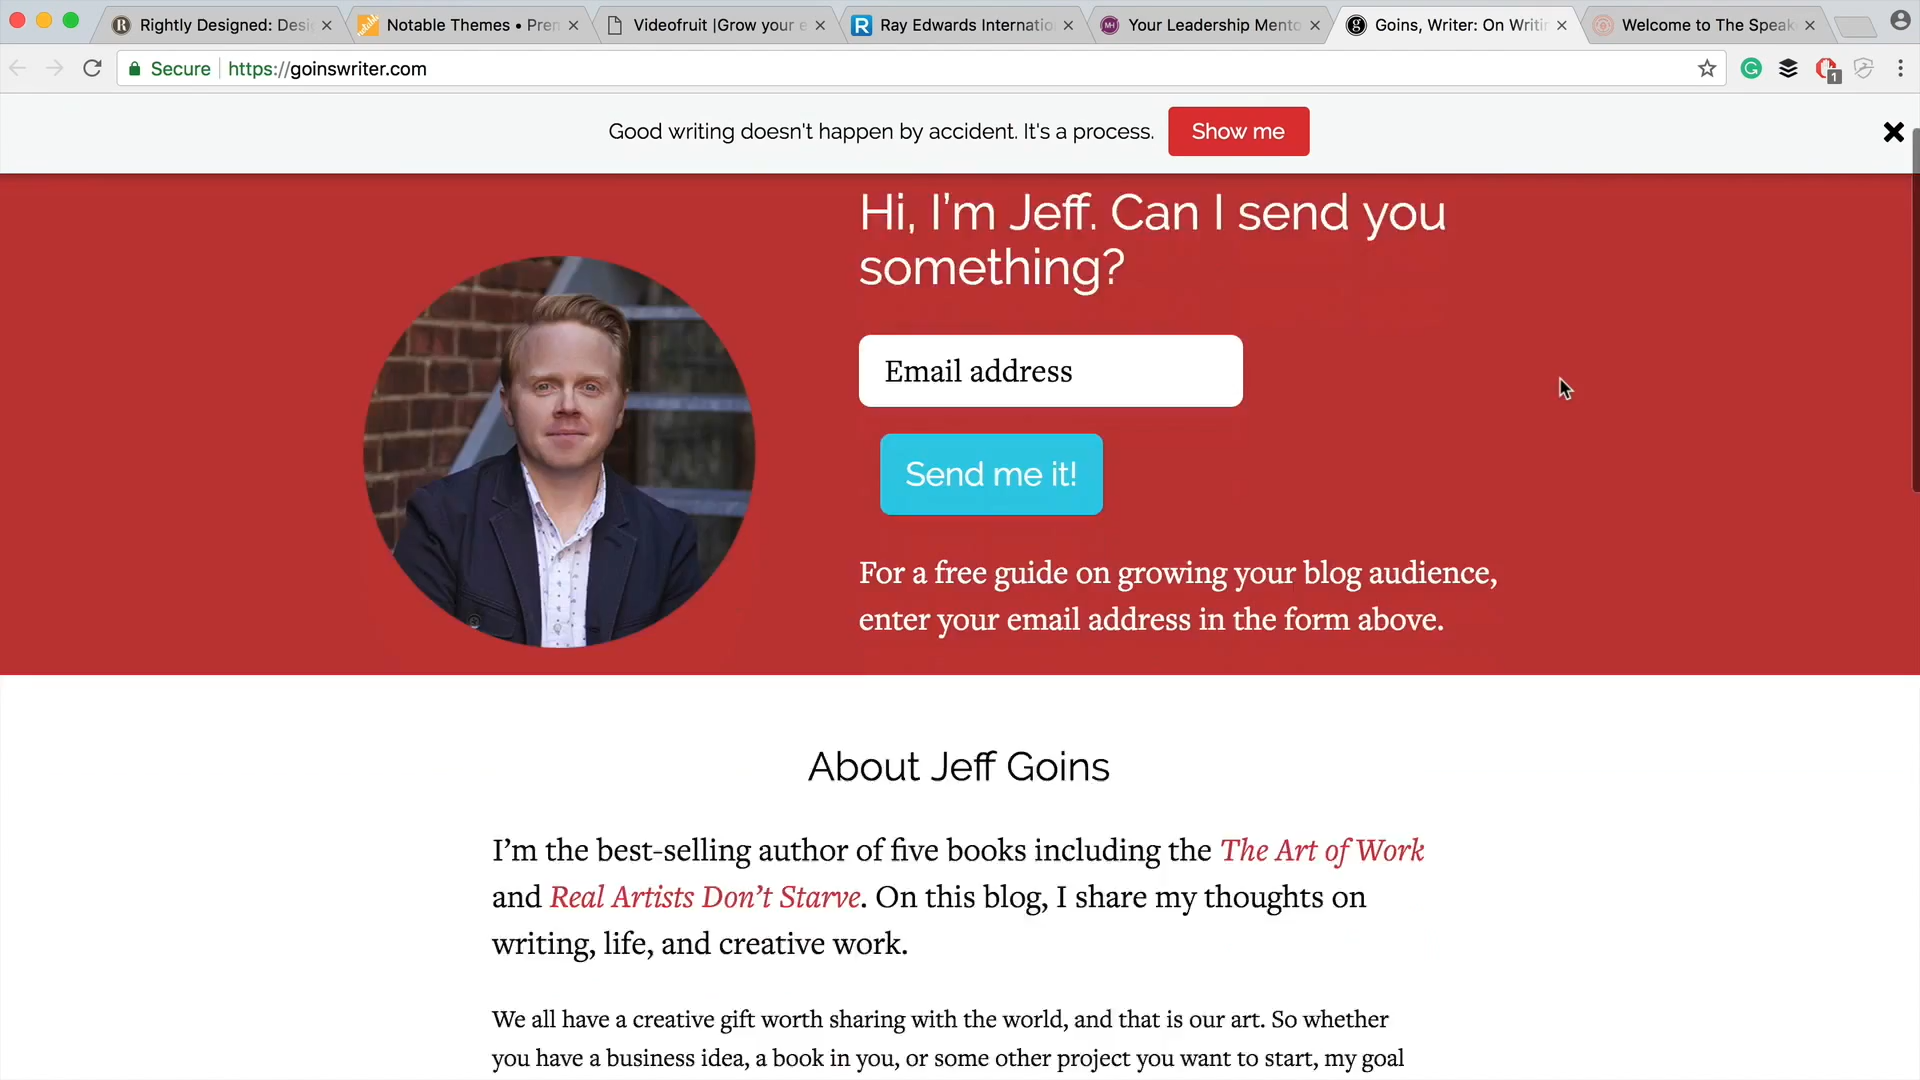 Rightly Designed: Desi
Notable Themes • Pren
Videofruit |Grow your e
Ray Edwards Internatio
Your Leadership Mento
Goins, Writer: On Writin
Welcome to The Speak
Secure
https://goinswriter.com
G
1
Good writing doesn't happen by accident. It's a process.
Show me
Hi, I'm Jeff. Can I send you
something?
Email address
Send me it!
For a free guide on growing your blog audience,
enter your email address in the form above.
About Jeff Goins
I'm the best-selling author of five books including the The Art of Work
and Real Artists Don't Starve. On this blog, I share my thoughts on
writing, life, and creative work.
We all have a creative gift worth sharing with the world, and that is our art. So whether
you have a business idea, a book in you, or some other project you want to start, my goal